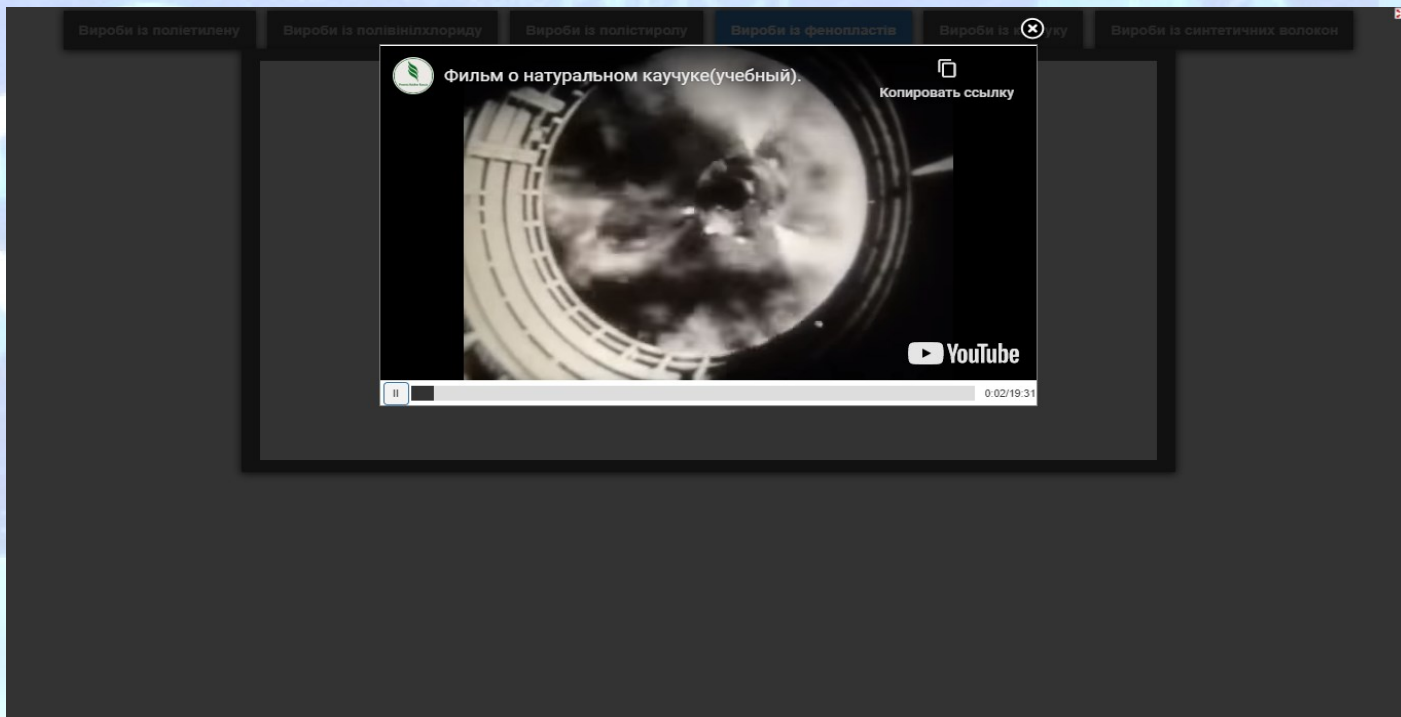 Вироби із поліетилену
Вироби із полівінілхлориду
Вироби із полістиролу
Вироби із фенопластів
Вироби із
Вироби із синтетичних волокон
Фильм о натуральном каучуке(учебный).
Копировать ссылку
YouTube
0:02/19:31